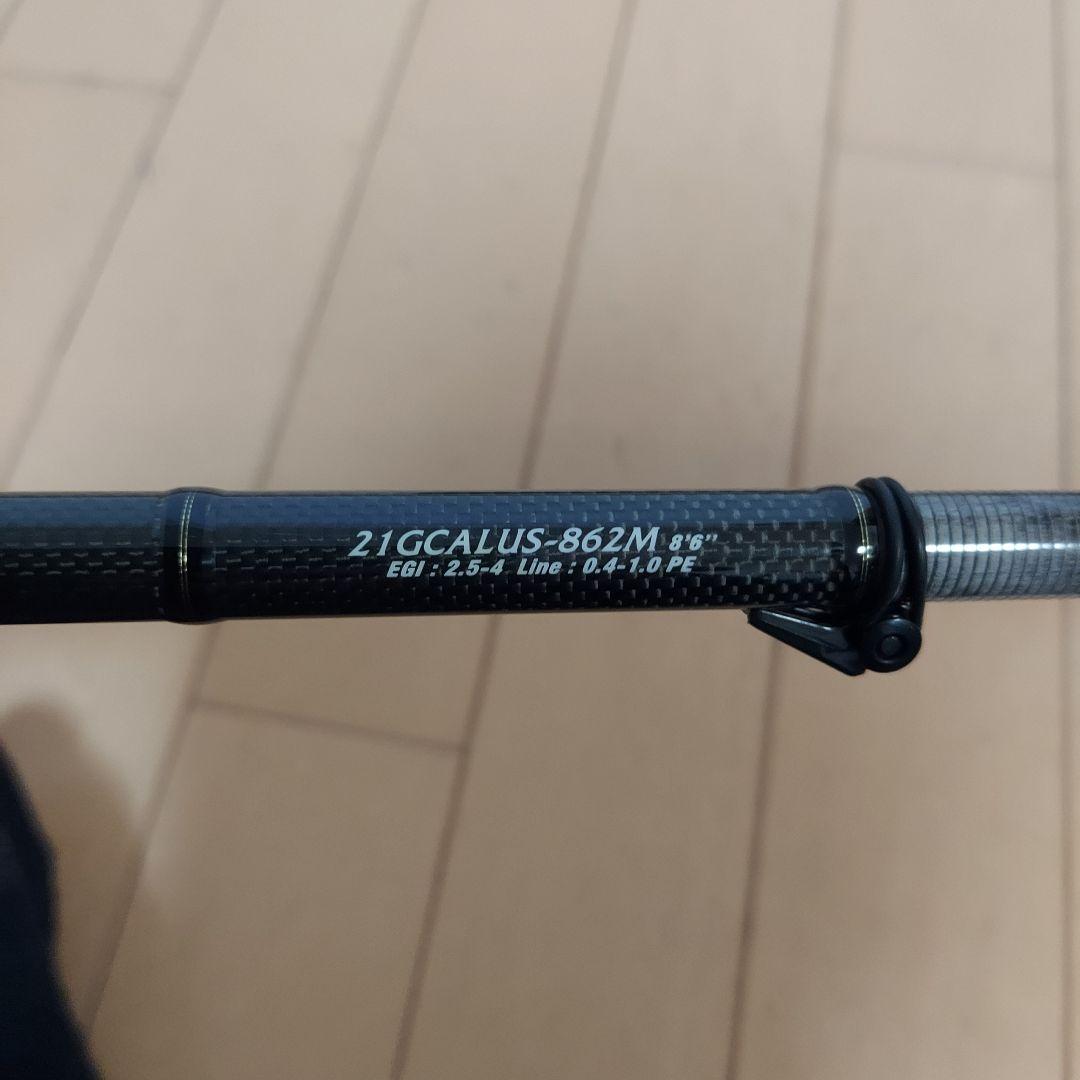 21GCALUS-862M 8'6"
EGI : 2.5-4 Line : 0.4-1.0 PE